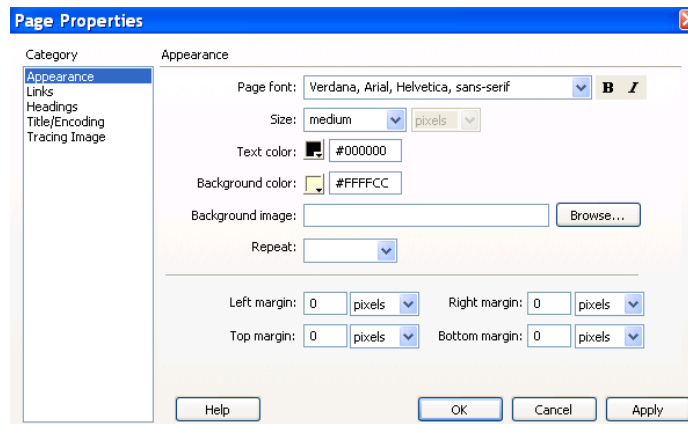 Page Properties
Category
Appearance
Links
Headings
Title/Encoding
Tracing Image
Appearance
Page font: Verdana, Arial, Helvetica, sans-serif B I
Size: medium pixels
Text color: #000000
Background color: #FFFFCC
Background image: Browse...
Repeat:
Left margin: 0 pixels Right margin: 0 pixels
Top margin: 0 pixels Bottom margin: 0 pixels
Help OK Cancel Apply